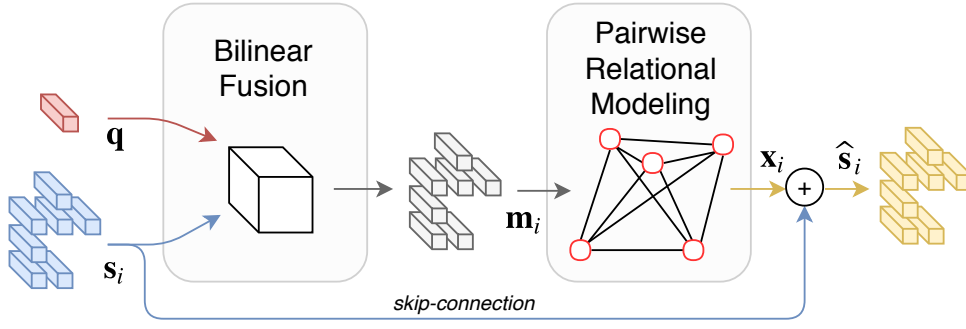 Bilinear
Fusion
Pairwise
Relational
Modeling
q
s_i
m_i
x_i
ŝ_i
+
skip-connection